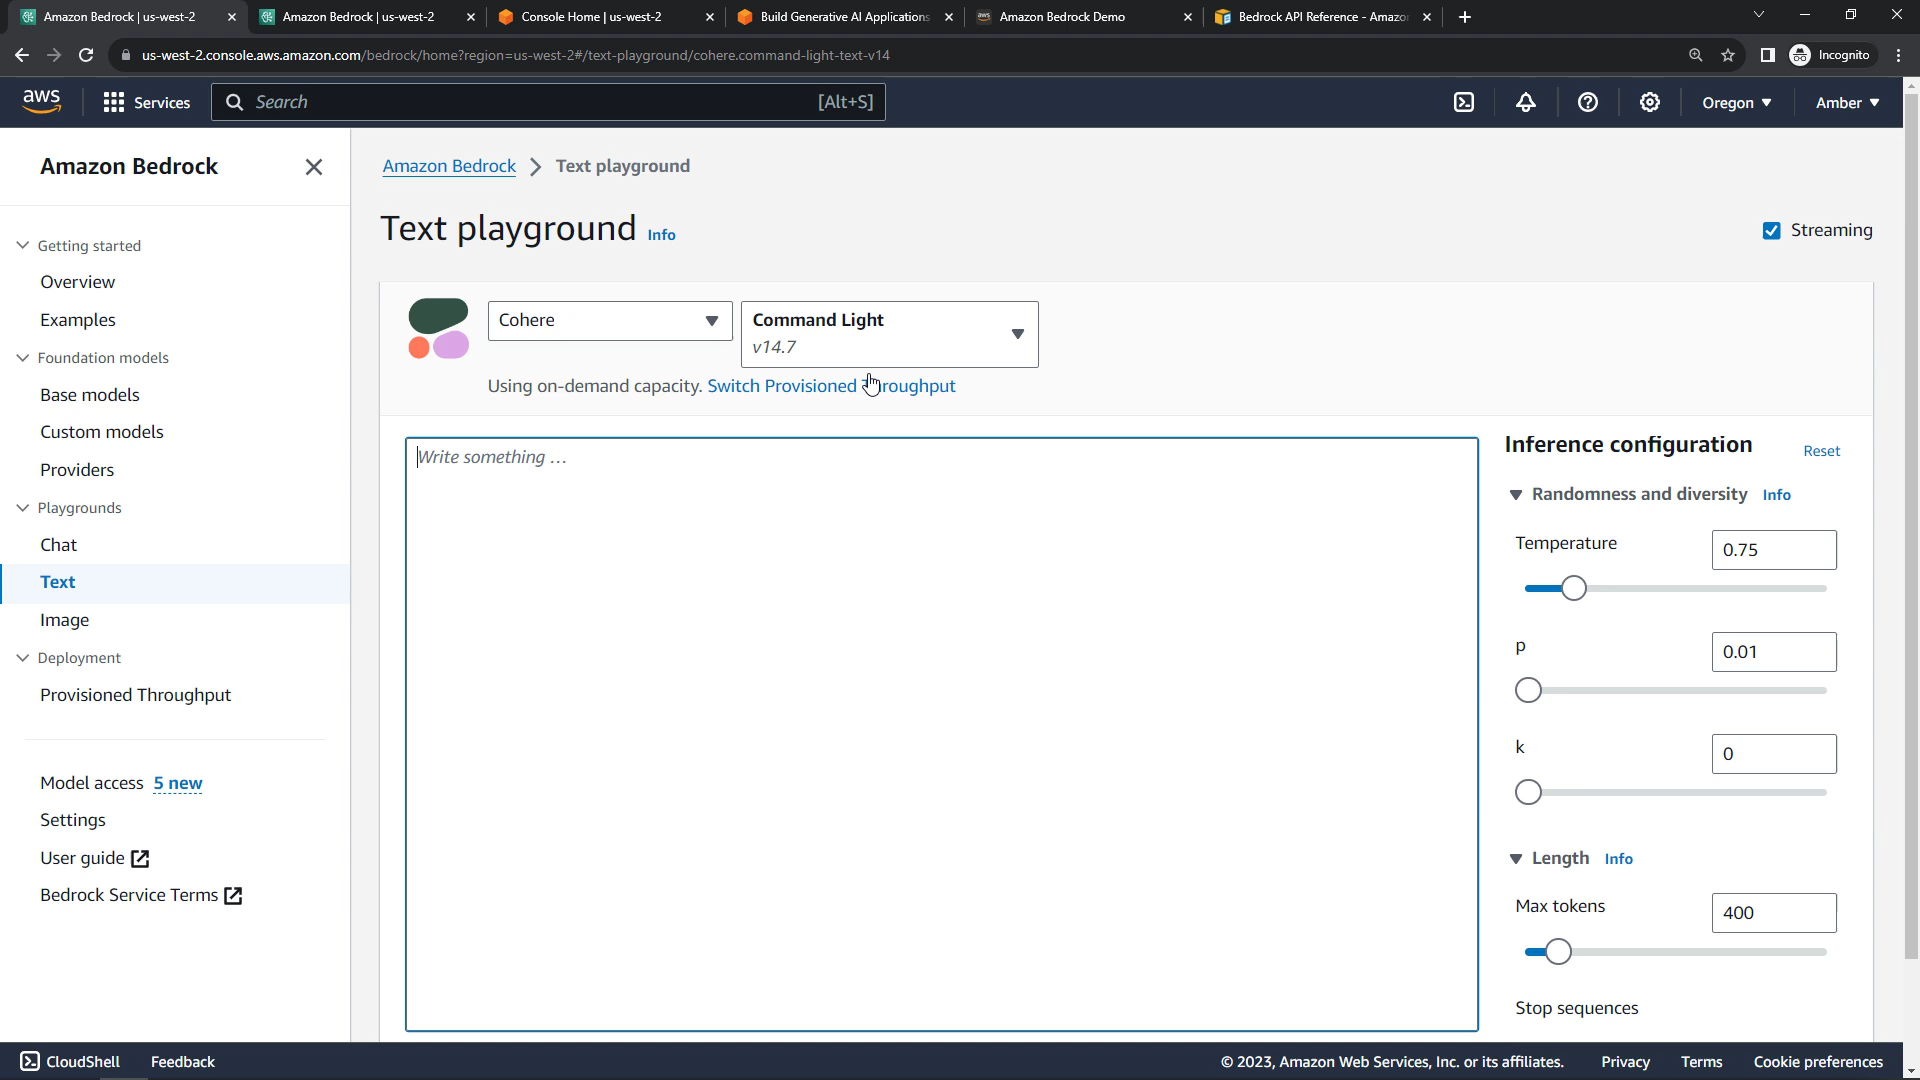 Amazon Bedrock | us-west-2
Amazon Bedrock | us-west-2
Console Home | us-west-2
Build Generative AI Applications
Amazon Bedrock Demo
Bedrock API Reference - Amazo
us-west-2.console.aws.amazon.com/bedrock/home?region=us-west-2#/text-playground/cohere.command-light-text-v14
Incognito
aws
Services
Search
[Alt+S]
Oregon
Amber
Amazon Bedrock
Getting started
Overview
Examples
Foundation models
Base models
Custom models
Providers
Playgrounds
Chat
Text
Image
Deployment
Provisioned Throughput
Model access 5 new
Settings
User guide
Bedrock Service Terms
Amazon Bedrock > Text playground
Text playground Info
Streaming
Cohere
Command Light
v14.7
Using on-demand capacity. Switch Provisioned Throughput
Write something ...
Inference configuration
Reset
Randomness and diversity Info
Temperature
0.75
p
0.01
k
0
Length Info
Max tokens
400
Stop sequences
CloudShell
Feedback
© 2023, Amazon Web Services, Inc. or its affiliates.
Privacy
Terms
Cookie preferences